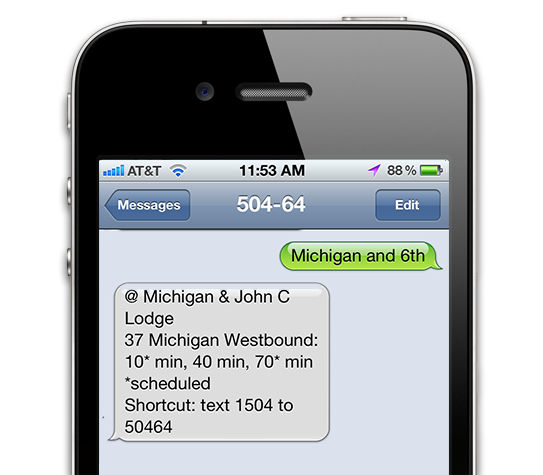 AT&T 11:53 AM 88 %
Messages 504-64 Edit
Michigan and 6th
@ Michigan & John C
Lodge
37 Michigan Westbound:
10* min, 40 min, 70* min
*scheduled
Shortcut: text 1504 to
50464